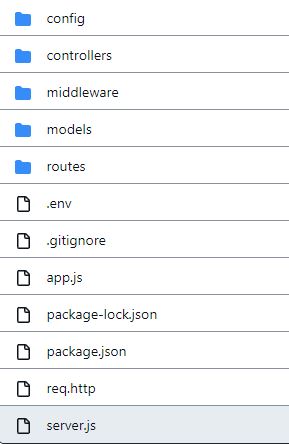 config
controllers
middleware
models
routes
.env
.gitignore
app.js
package-lock.json
package.json
req.http
server.js